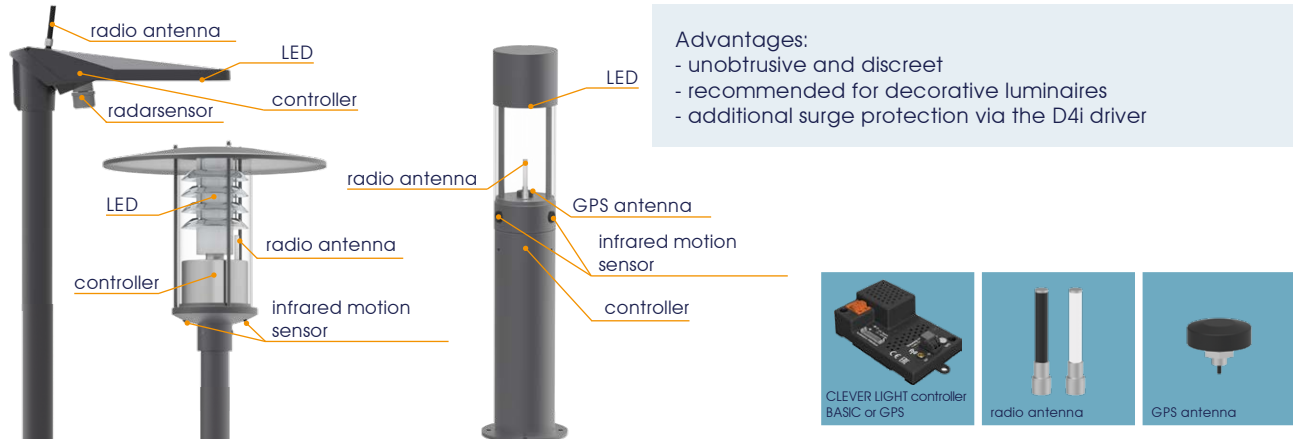 radio antenna
LED
controller
radarsensor
LED
radio antenna
controller
infrared motion
sensor
LED
radio antenna
GPS antenna
infrared motion
sensor
controller
Advantages:
- unobtrusive and discreet
- recommended for decorative luminaires
- additional surge protection via the D4i driver
CLEVER LIGHT controller
BASIC or GPS
radio antenna
GPS antenna